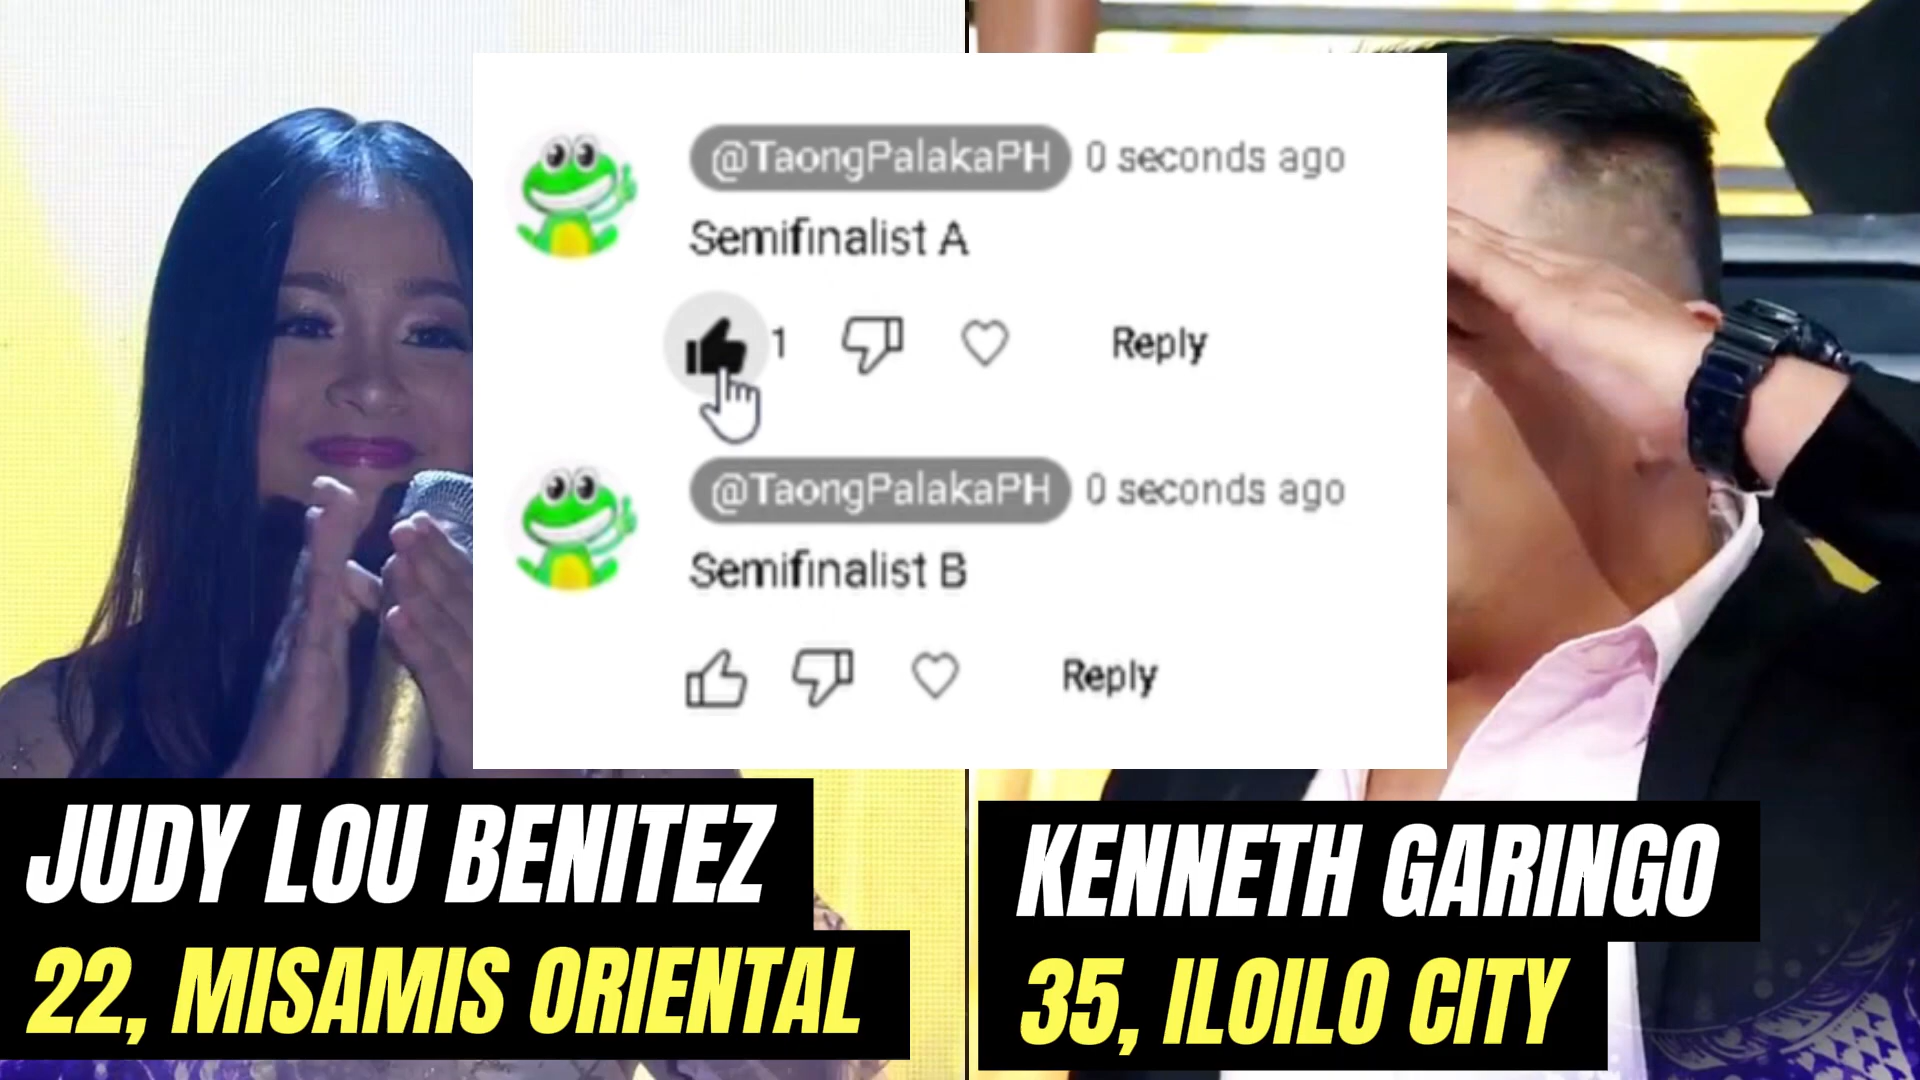 @TaongPalakaPH 0 seconds ago
Semifinalist A
1 Reply
@TaongPalakaPH 0 seconds ago
Semifinalist B
Reply
JUDY LOU BENITEZ
22, MISAMIS ORIENTAL
KENNETH GARINGO
35, ILOILO CITY